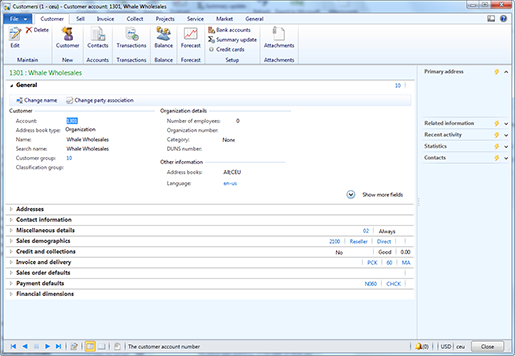 Customers (1 - ceu) - Customer account: 1301, Whale Wholesales
File Customer Sell Invoice Collect Projects Service Market General
Edit Delete Customer Contacts Transactions Balance Forecast Bank accounts Summary update Credit cards Attachments
Maintain New Accounts Transactions Balance Forecast Setup Attachments
1301 : Whale Wholesales
General 10
Change name Change party association
Customer
Account: 1301
Address book type: Organization
Name: Whale Wholesales
Search name: Whale Wholesales
Customer group: 10
Classification group:
Organization details
Number of employees: 0
Organization number:
Category: None
DUNS number:
Other information
Address books: All;CEU
Language: en-us
Show more fields
Addresses
Contact information
Miscellaneous details 02 Always
Sales demographics 2100 Reseller Direct
Credit and collections No Good 0.00
Invoice and delivery PCK 60 MA
Sales order defaults
Payment defaults N060 CHCK
Financial dimensions
Primary address
Related information
Recent activity
Statistics
Contacts
The customer account number (0) USD ceu Close